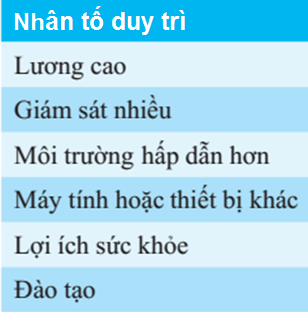 Nhân tố duy trì
Lương cao
Giám sát nhiều
Môi trường hấp dẫn hơn
Máy tính hoặc thiết bị khác
Lợi ích sức khỏe
Đào tạo